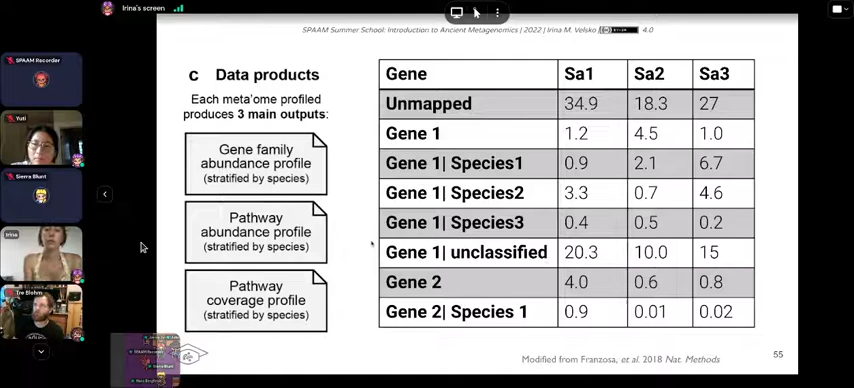 Irina's screen
SPAAM Summer School: Introduction to Ancient Metagenomics | 2022 | Irina M. Velsko
4.0
SPAAM Recorder
Yuti
Sierra Blunt
Irina
Tre Blohm
c Data products
Each meta'ome profiled
produces 3 main outputs:
Gene family
abundance profile
(stratified by species)
Pathway
abundance profile
(stratified by species)
Pathway
coverage profile
(stratified by species)
Gene Sa1 Sa2 Sa3
Unmapped 34.9 18.3 27
Gene 1 1.2 4.5 1.0
Gene 1| Species1 0.9 2.1 6.7
Gene 1| Species2 3.3 0.7 4.6
Gene 1| Species3 0.4 0.5 0.2
Gene 1| unclassified 20.3 10.0 15
Gene 2 4.0 0.6 0.8
Gene 2| Species 1 0.9 0.01 0.02
Modified from Franzosa, et al. 2018 Nat. Methods
55